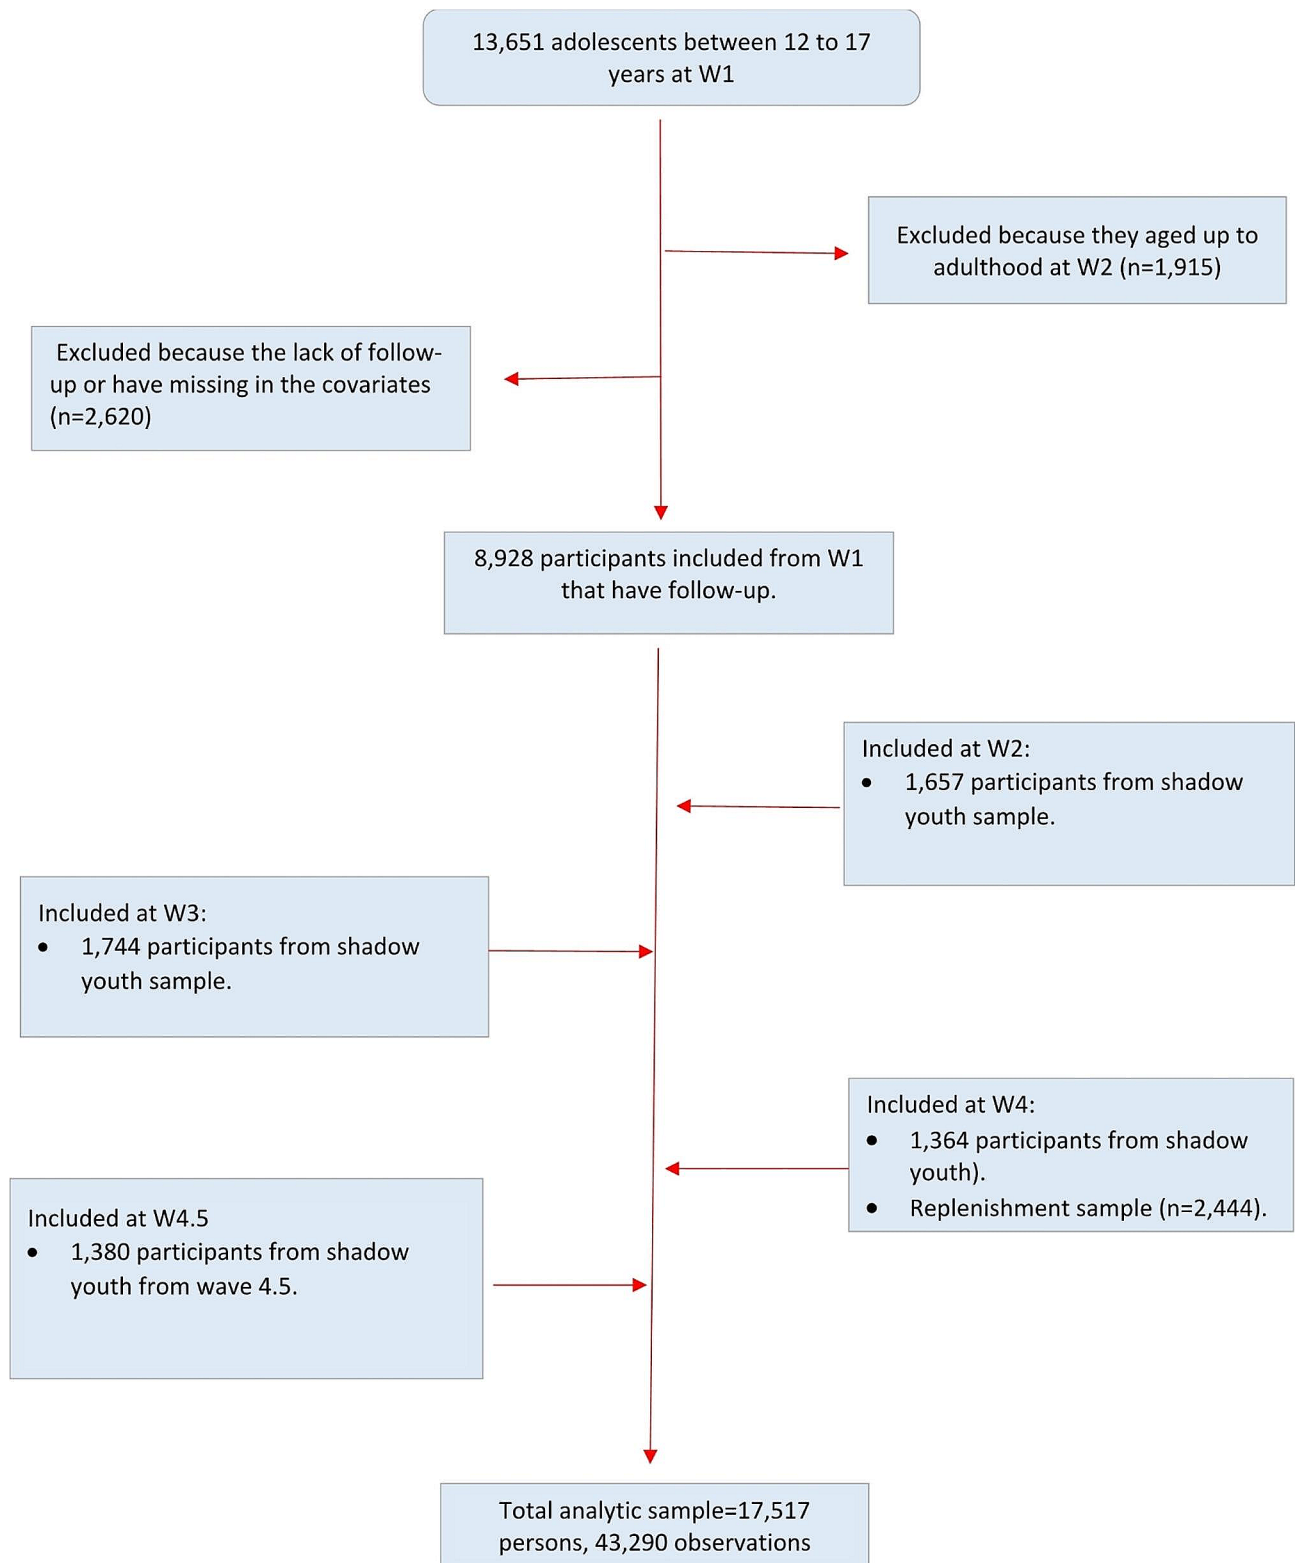 13,651 adolescents between 12 to 17
years at W1
Excluded because they aged up to
adulthood at W2 (n=1,915)
Excluded because the lack of follow-
up or have missing in the covariates
(n=2,620)
8,928 participants included from W1
that have follow-up.
Included at W2:
• 1,657 participants from shadow
youth sample.
Included at W3:
• 1,744 participants from shadow
youth sample.
Included at W4:
• 1,364 participants from shadow
youth).
• Replenishment sample (n=2,444).
Included at W4.5
• 1,380 participants from shadow
youth from wave 4.5.
Total analytic sample=17,517
persons, 43,290 observations